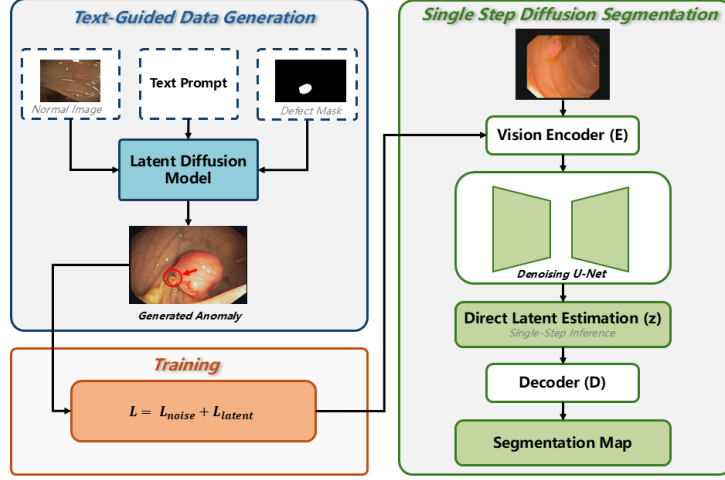 Text-Guided Data Generation
Normal Image
Text Prompt
Defect Mask
Latent Diffusion
Model
Generated Anomaly
Training
L = L_noise + L_latent
Single Step Diffusion Segmentation
Vision Encoder (E)
Denoising U-Net
Direct Latent Estimation (z)
Single-Step Inference
Decoder (D)
Segmentation Map